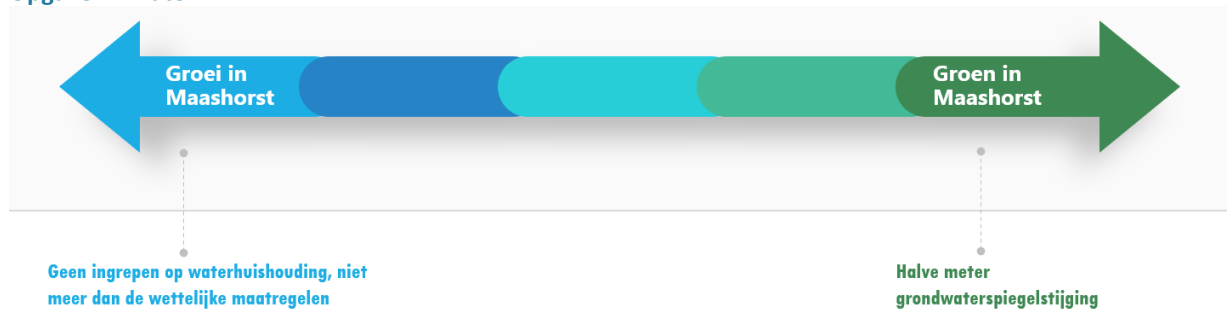 Groei in
Maashorst
Groen in
Maashorst
Geen ingrepen op waterhuishouding, niet
meer dan de wettelijke maatregelen
Halve meter
grondwaterspiegelstijging